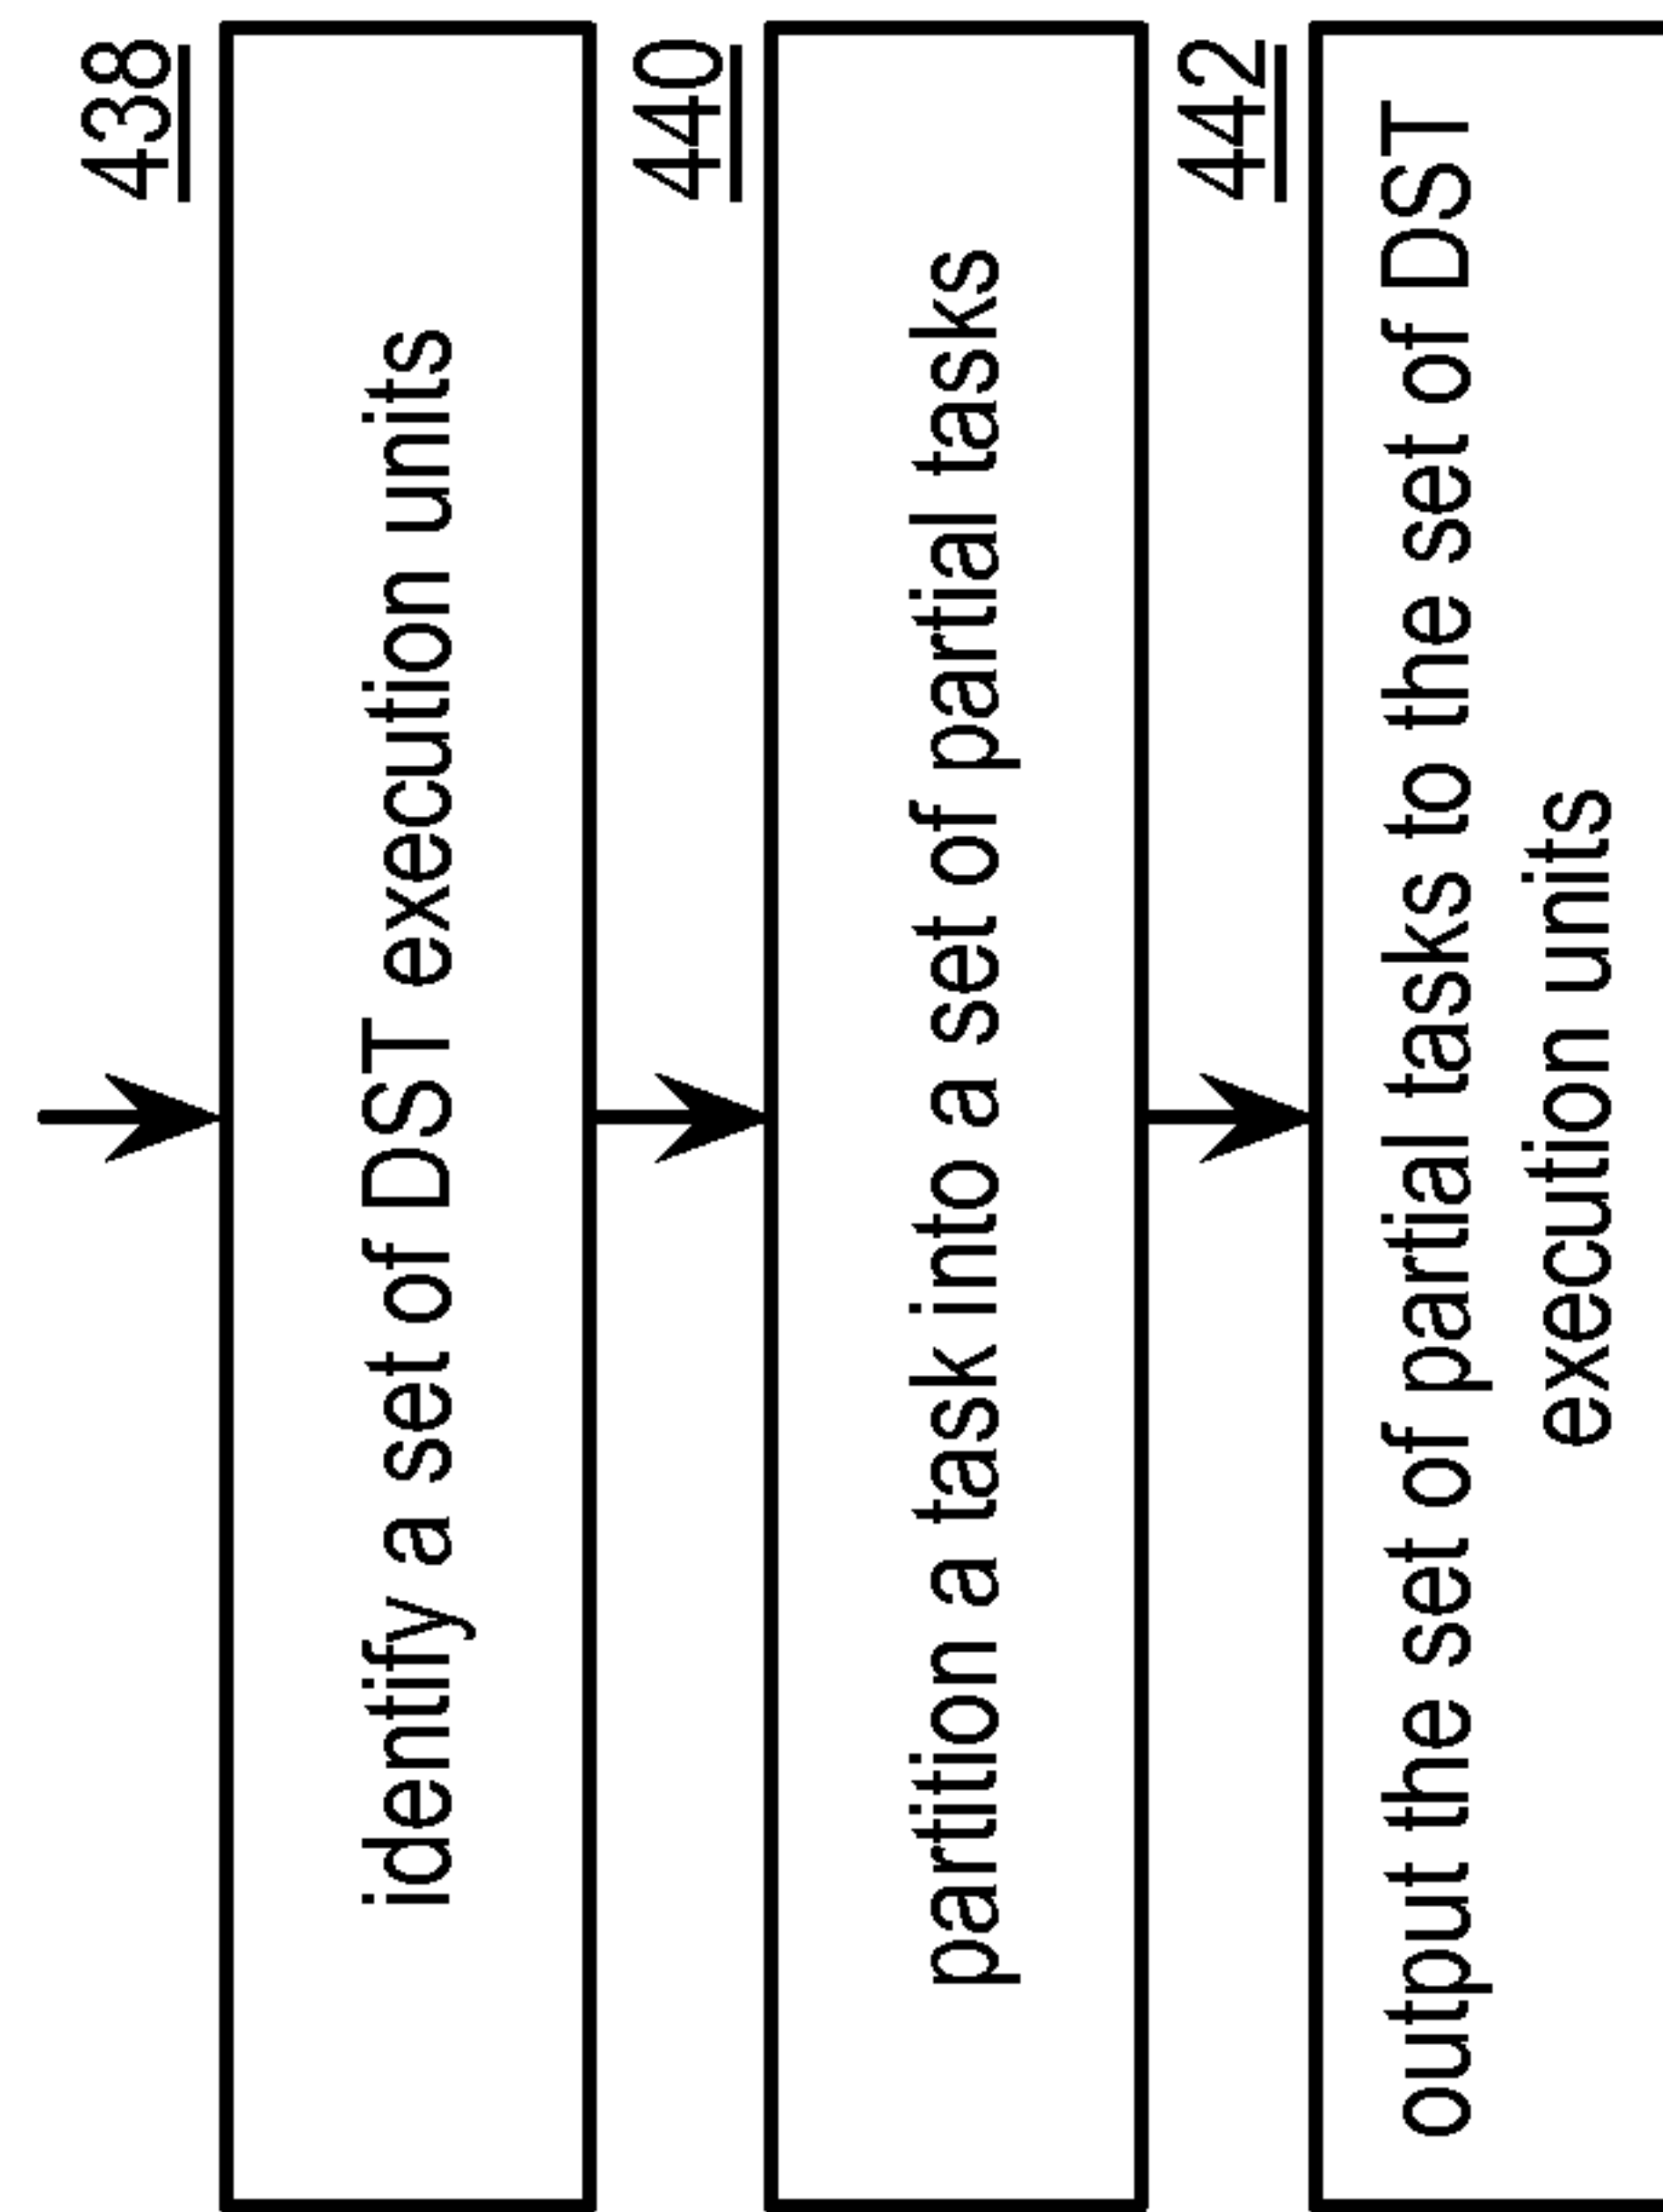 438
identify a set of DST execution units
440
partition a task into a set of partial tasks
442
output the set of partial tasks to the set of DST
execution units